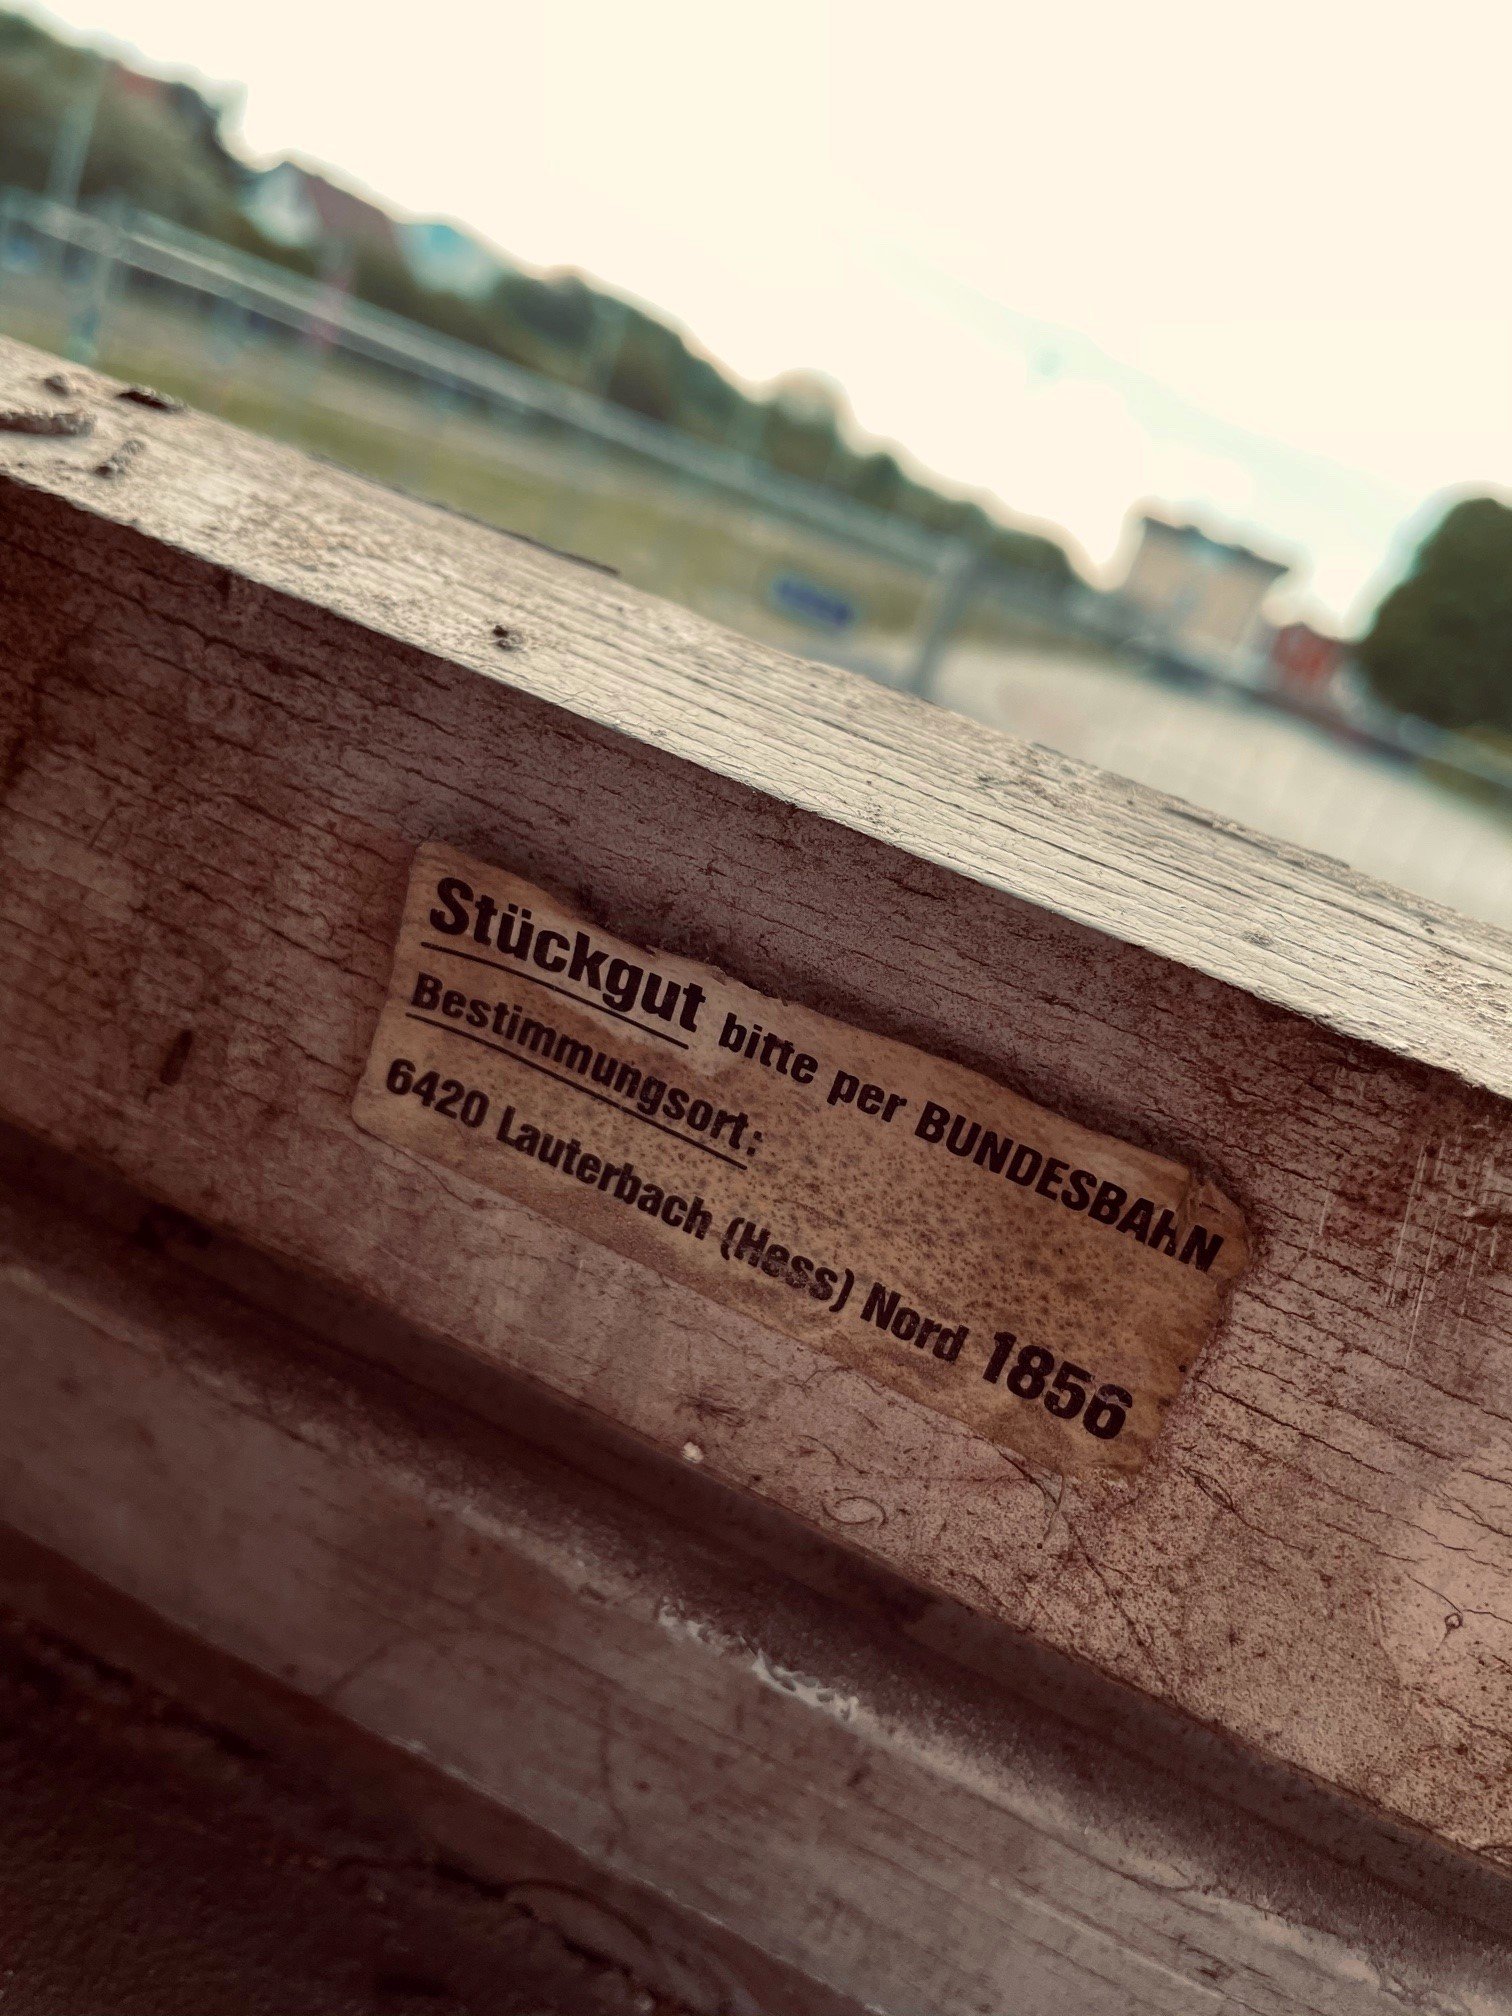 Stückgut bitte per BUNDESBAHN
Bestimmungsort:
6420 Lauterbach (Hess) Nord 1856